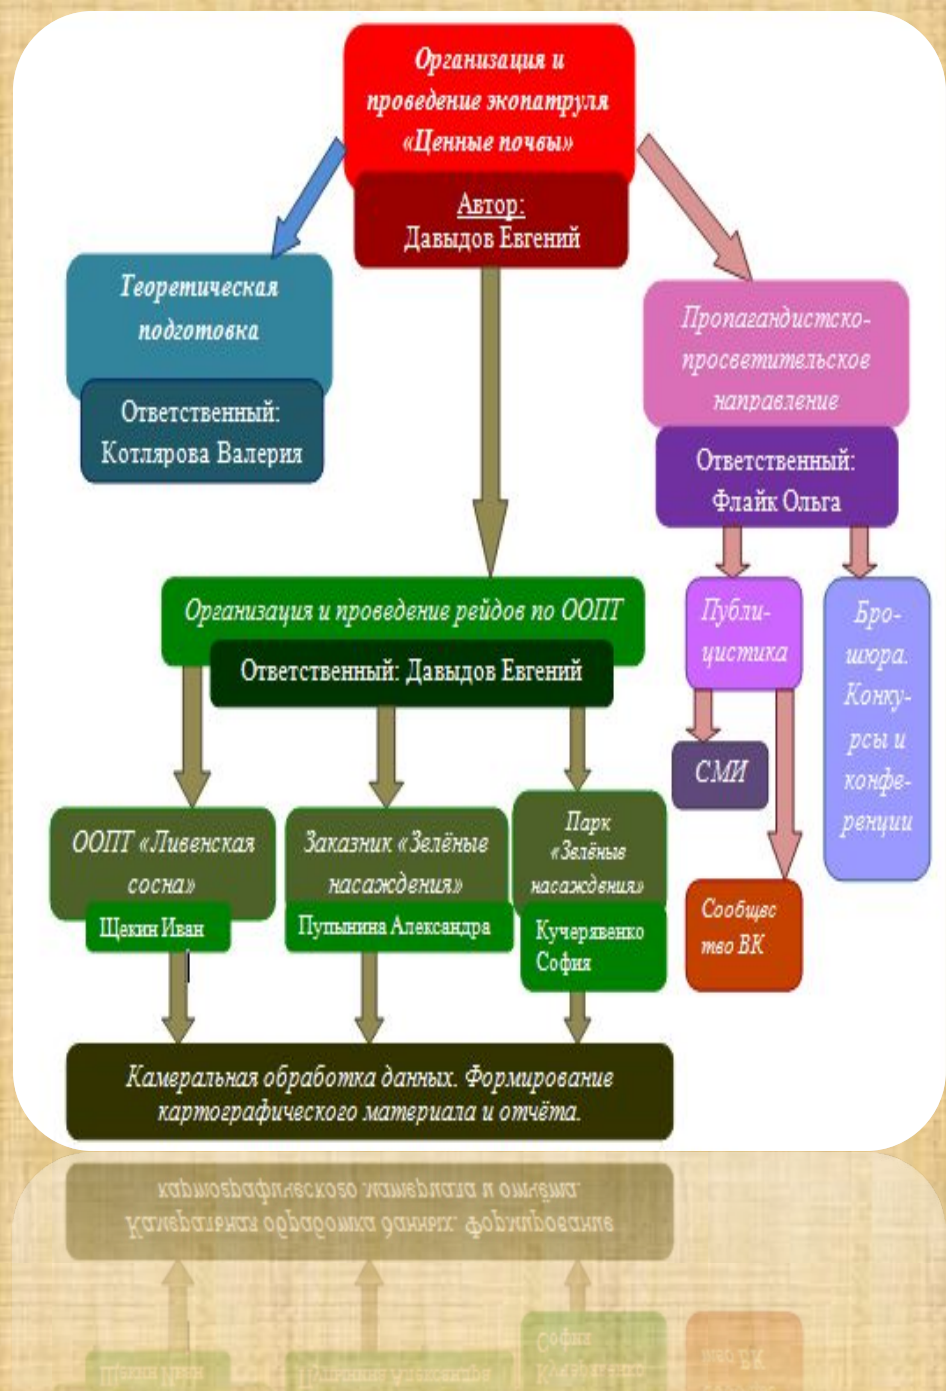 Организация и
проведение экопатруля
«Ценные почвы»
Автор:
Давыдов Евгений
Теоретическая
подготовка
Ответственный:
Котлярова Валерия
Пропагандистско-
просветительское
направление
Ответственный:
Флайк Ольга
Организация и проведение рейдов по ООПТ
Ответственный: Давыдов Евгений
Публи-
цистика
Бро-
шюра.
Конку-
рсы и
конфе-
ренции
СМИ
Сообщес
тво ВК
ООПТ «Ливенская
сосна»
Щекин Иван
Заказник «Зелёные
насаждения»
Пупынина Александра
Парк
«Зелёные
насаждения»
Кучерявенко
София
Камеральная обработка данных. Формирование
картографического материала и отчёта.